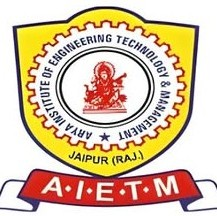 ARYA INSTITUTE OF ENGINEERING TECHNOLOGY & MANAGEMENT
JAIPUR (RAJ.)
A·I·E·T·M